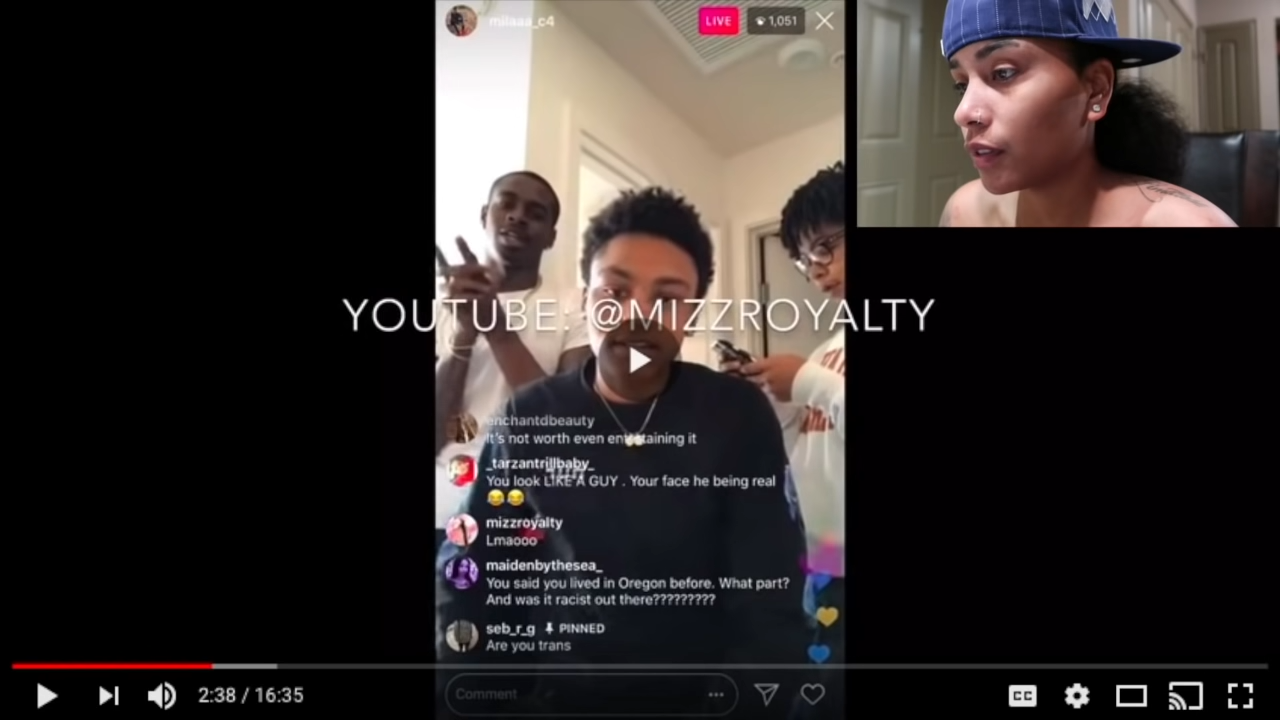 milaaa_c4
LIVE
1,051
YOUTUBE: @MIZZROYALTY
enchantdbeauty
It's not worth even entertaining it
_tarzantrillbaby_
You look LIKE A GUY . Your face he being real
😂😂
mizzroyalty
Lmaooo
maidenbythesea_
You said you lived in Oregon before. What part?
And was it racist out there?????????
seb_r_g PINNED
Are you trans
Comment
2:38 / 16:35
CC